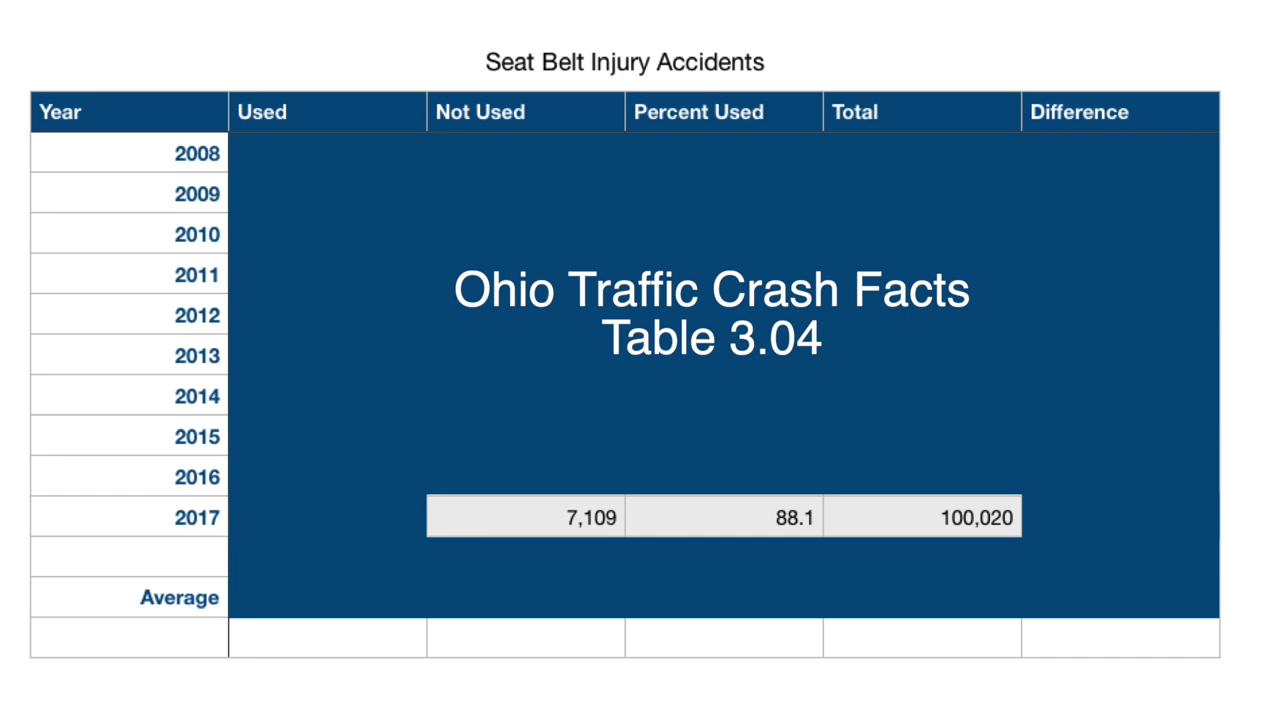 Seat Belt Injury Accidents
Year Used Not Used Percent Used Total Difference
2008
2009
2010
2011
2012
2013
2014
2015
2016
2017 7,109 88.1 100,020
Average
Ohio Traffic Crash Facts
Table 3.04